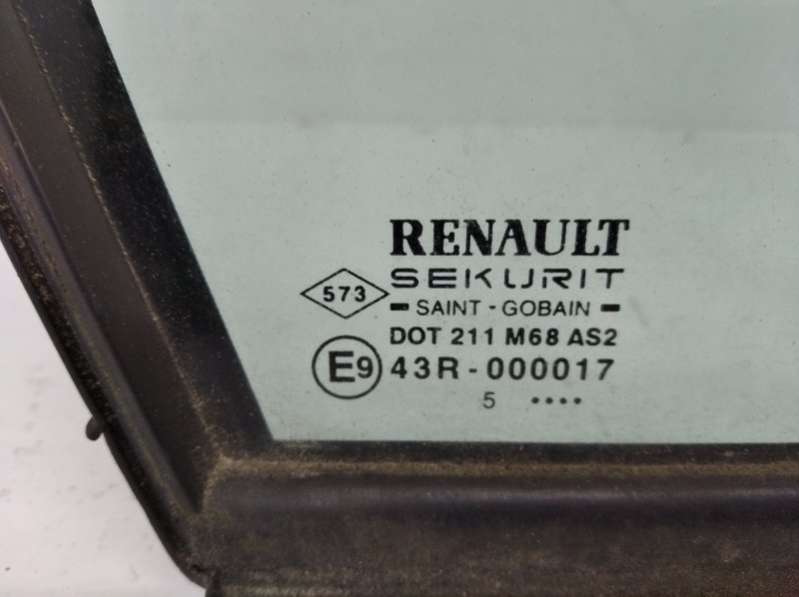 RENAULT
SEKURIT
573
SAINT - GOBAIN
DOT 211 M68 AS2
E9 43R - 000017
5 ....